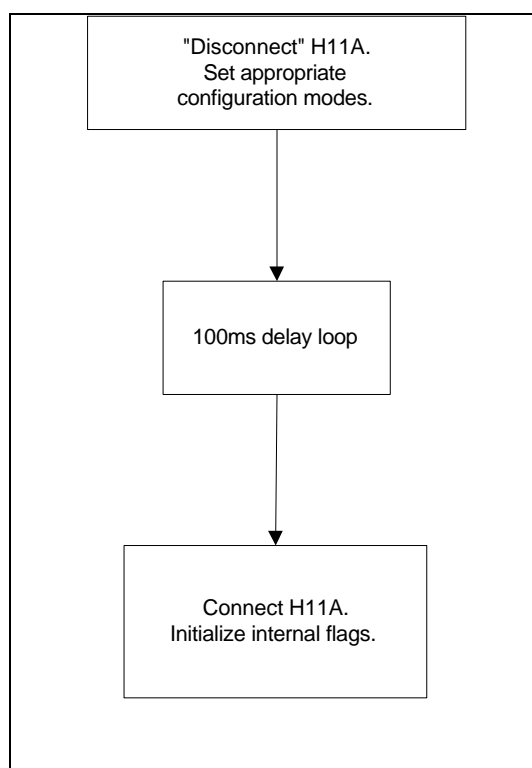 "Disconnect" H11A.
Set appropriate
configuration modes.
100ms delay loop
Connect H11A.
Initialize internal flags.